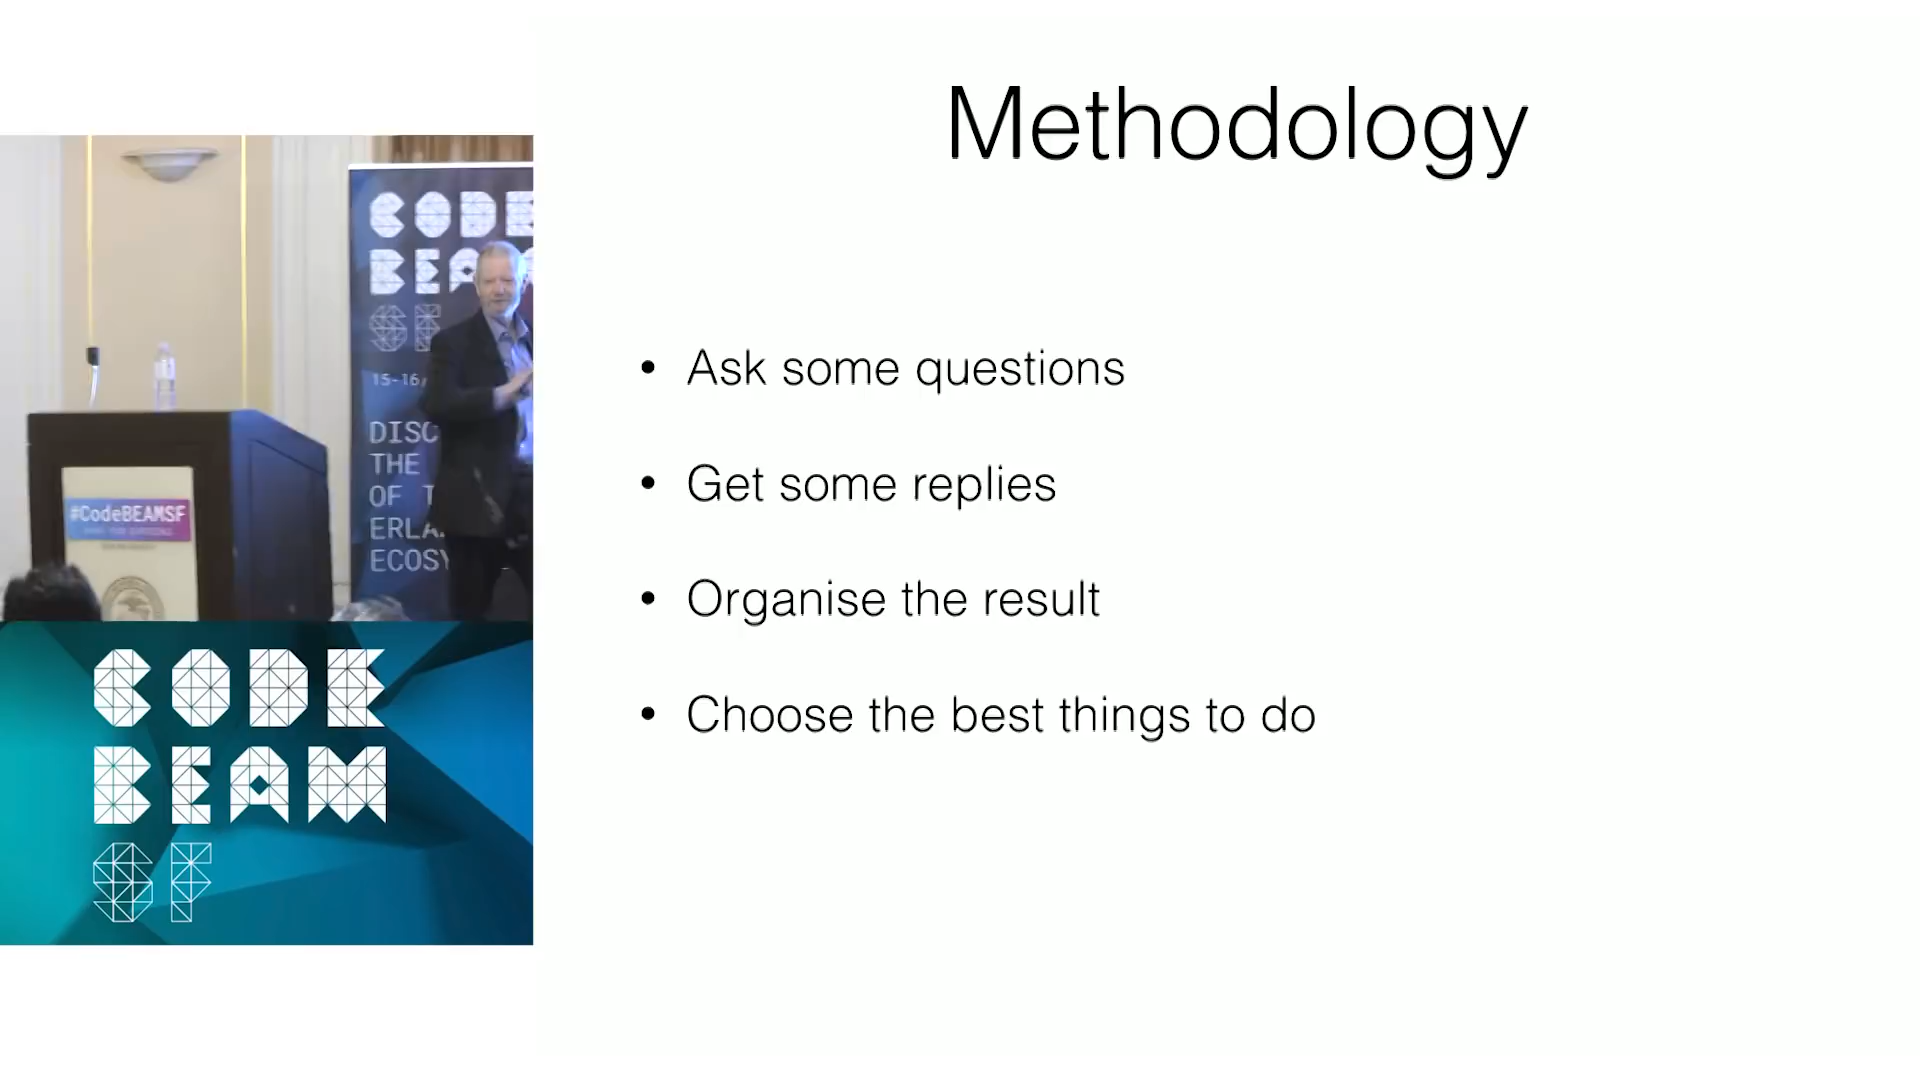 Methodology
• Ask some questions
• Get some replies
• Organise the result
• Choose the best things to do
CODE
BEAM
SF
15-16
DISC
THE
OF T
ERLA
ECOSY
#CodeBEAMSF
CODE
BEAM
SF